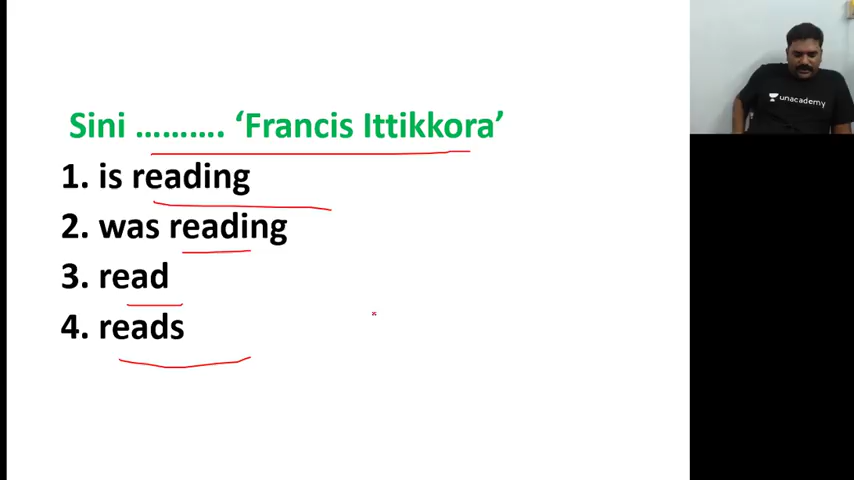 Sini ………. ‘Francis Ittikkora’
1. is reading
2. was reading
3. read
4. reads
unacademy